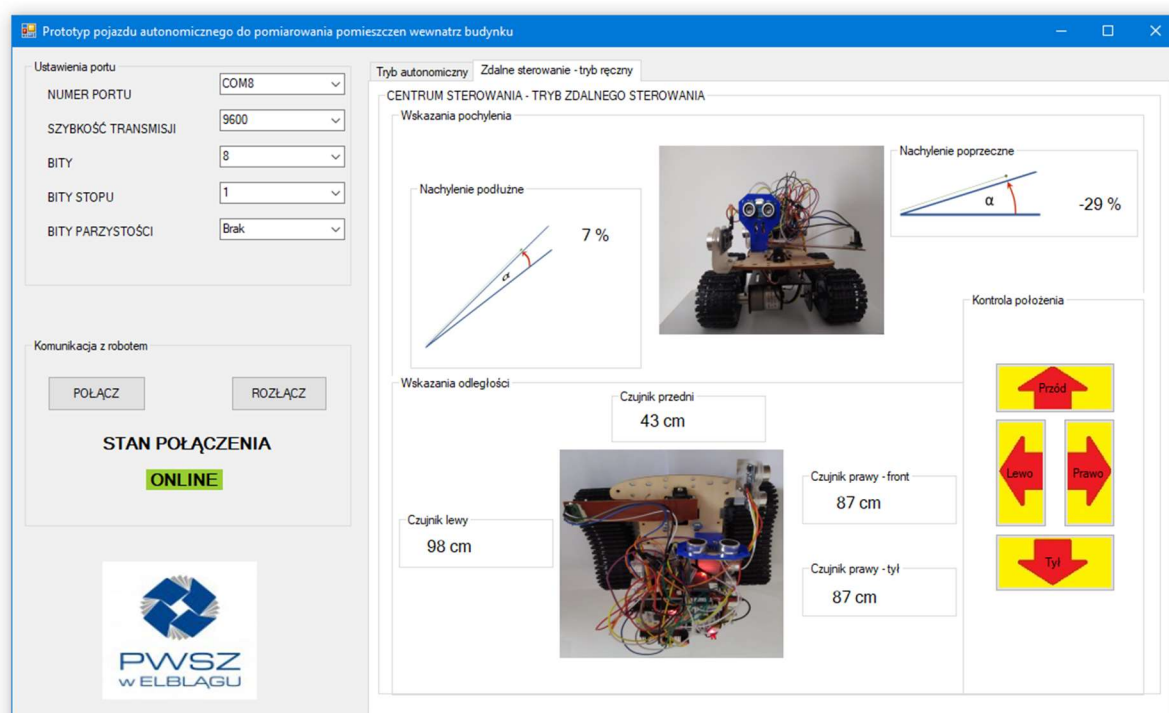 Prototyp pojazdu autonomicznego do pomiarowania pomieszczen wewnatrz budynku
Ustawienia portu
NUMER PORTU
COM8
SZYBKOŚĆ TRANSMISJI
9600
BITY
8
BITY STOPU
1
BITY PARZYSTOŚCI
Brak
Komunikacja z robotem
POŁĄCZ
ROZŁĄCZ
STAN POŁĄCZENIA
ONLINE
PWSZ
W ELBLĄGU
Tryb autonomiczny
Zdalne sterowanie - tryb ręczny
CENTRUM STEROWANIA - TRYB ZDALNEGO STEROWANIA
Wskazania pochylenia
Nachylenie podłużne
7 %
α
Nachylenie poprzeczne
α
-29 %
Wskazania odległości
Czujnik przedni
43 cm
Czujnik lewy
98 cm
Czujnik prawy - front
87 cm
Czujnik prawy - tył
87 cm
Kontrola położenia
Przód
Lewo
Prawo
Tył